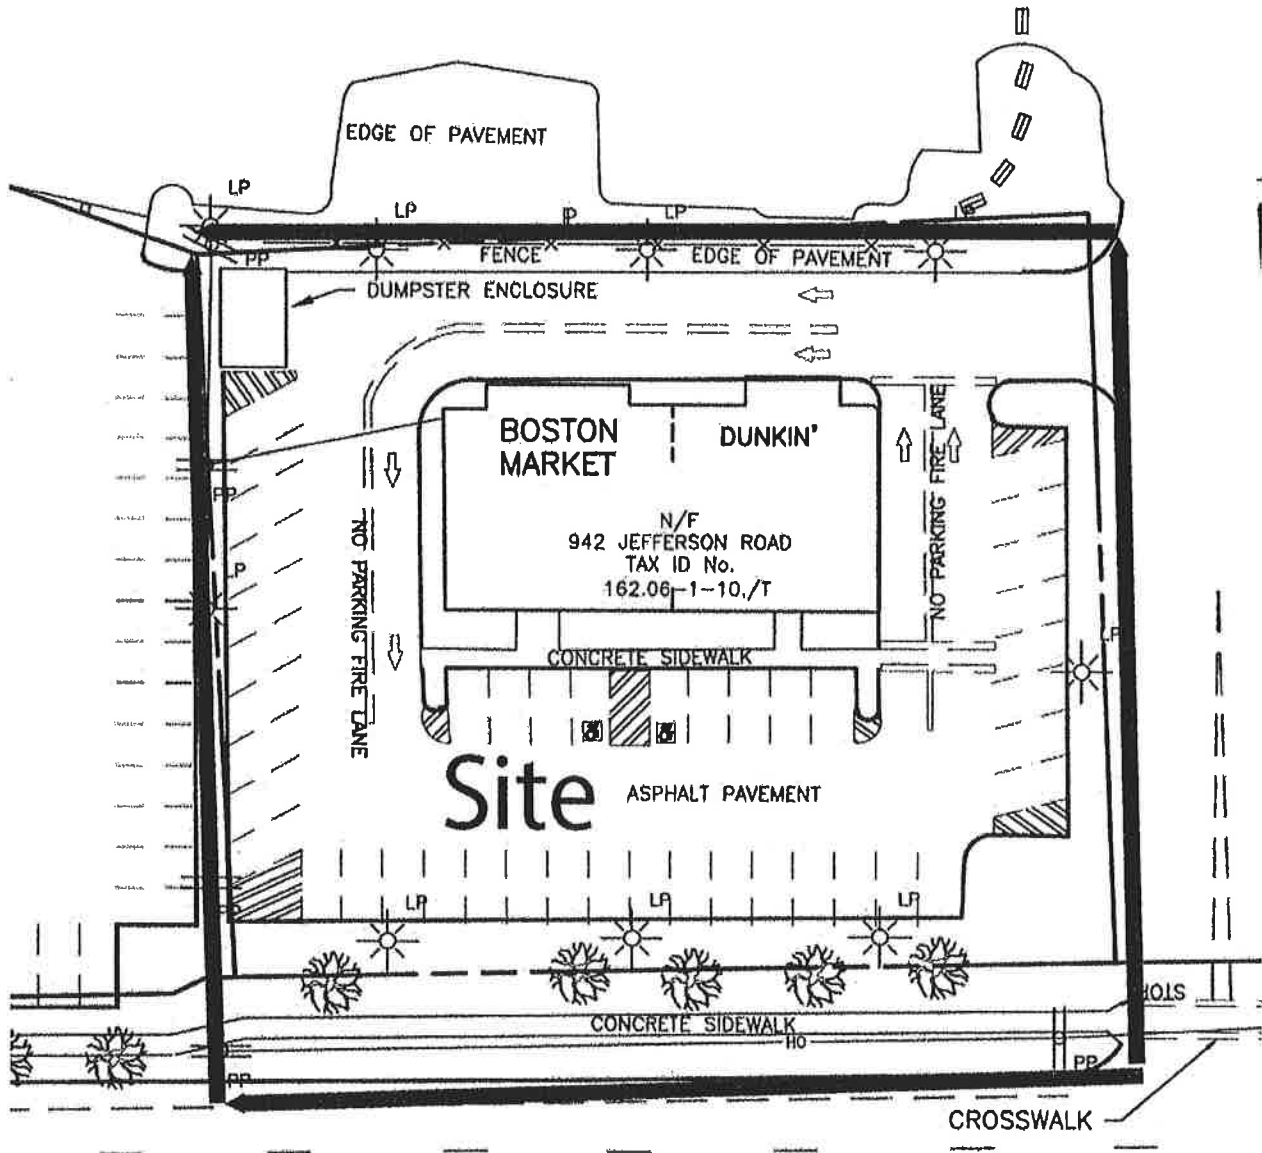 EDGE OF PAVEMENT
LP
LP
LP
LP
PP
FENCE
EDGE OF PAVEMENT
DUMPSTER ENCLOSURE
BOSTON
MARKET
DUNKIN'
NO PARKING FIRE LANE
NO PARKING FIRE LANE
PP
N/F
942 JEFFERSON ROAD
TAX ID No.
162.06-1-10./T
LP
LP
CONCRETE SIDEWALK
Site
ASPHALT PAVEMENT
LP
LP
LP
PP
STOP
CONCRETE SIDEWALK
HO
PP
PP
CROSSWALK